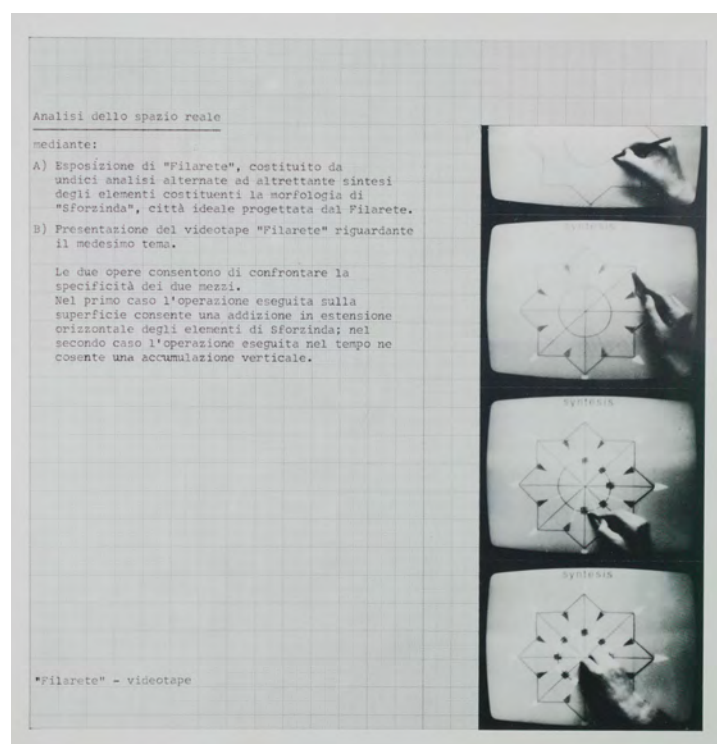 Analisi dello spazio reale
mediante:
A) Esposizione di "Filarete", costituito da
undici analisi alternate ad altrettante sintesi
degli elementi costituenti la morfologia di
"Sforzinda", città ideale progettata dal Filarete.
B) Presentazione del videotape "Filarete" riguardante
il medesimo tema.
Le due opere consentono di confrontare la
specificità dei due mezzi.
Nel primo caso l'operazione eseguita sulla
superficie consente una addizione in estensione
orizzontale degli elementi di Sforzinda; nel
secondo caso l'operazione eseguita nel tempo ne
cosente una accumulazione verticale.
"Filarete" - videotape
syntesis
syntesis
syntesis